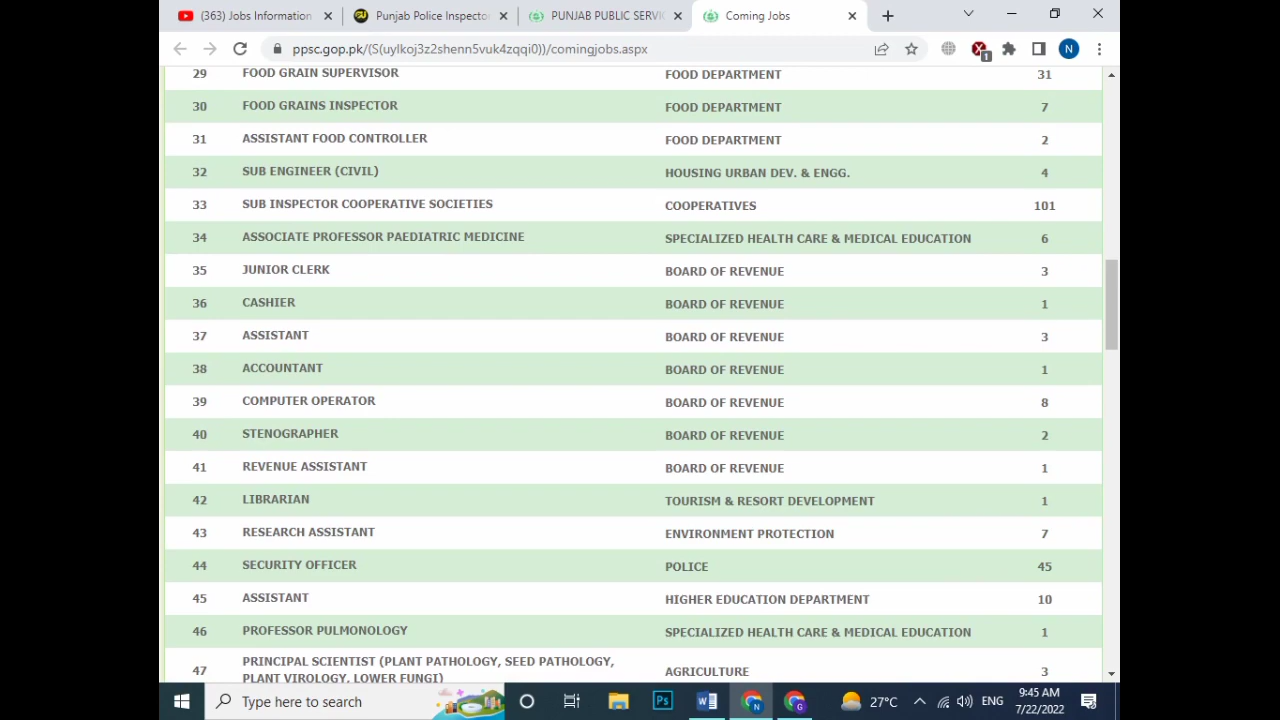 (363) Jobs Information
Punjab Police Inspector
PUNJAB PUBLIC SERVIC
Coming Jobs
ppsc.gop.pk/(S(uylkoj3z2shenn5vuk4zqqi0))/comingjobs.aspx
1
N
29 FOOD GRAIN SUPERVISOR FOOD DEPARTMENT 31
30 FOOD GRAINS INSPECTOR FOOD DEPARTMENT 7
31 ASSISTANT FOOD CONTROLLER FOOD DEPARTMENT 2
32 SUB ENGINEER (CIVIL) HOUSING URBAN DEV. & ENGG. 4
33 SUB INSPECTOR COOPERATIVE SOCIETIES COOPERATIVES 101
34 ASSOCIATE PROFESSOR PAEDIATRIC MEDICINE SPECIALIZED HEALTH CARE & MEDICAL EDUCATION 6
35 JUNIOR CLERK BOARD OF REVENUE 3
36 CASHIER BOARD OF REVENUE 1
37 ASSISTANT BOARD OF REVENUE 3
38 ACCOUNTANT BOARD OF REVENUE 1
39 COMPUTER OPERATOR BOARD OF REVENUE 8
40 STENOGRAPHER BOARD OF REVENUE 2
41 REVENUE ASSISTANT BOARD OF REVENUE 1
42 LIBRARIAN TOURISM & RESORT DEVELOPMENT 1
43 RESEARCH ASSISTANT ENVIRONMENT PROTECTION 7
44 SECURITY OFFICER POLICE 45
45 ASSISTANT HIGHER EDUCATION DEPARTMENT 10
46 PROFESSOR PULMONOLOGY SPECIALIZED HEALTH CARE & MEDICAL EDUCATION 1
47 PRINCIPAL SCIENTIST (PLANT PATHOLOGY, SEED PATHOLOGY, AGRICULTURE 3
PLANT VIROLOGY, LOWER FUNGI)
Type here to search
Ps
W
N
G
27°C
ENG
9:45 AM
7/22/2022